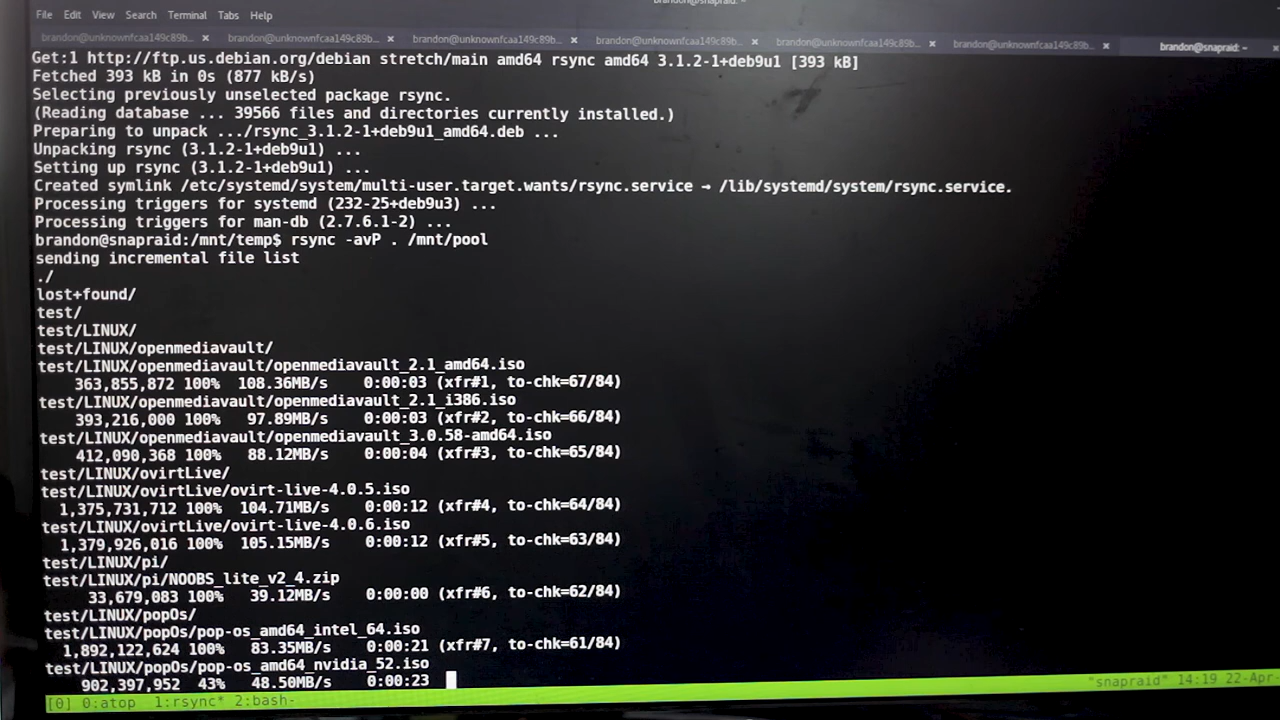 brandon@snapraid: ~
File Edit View Search Terminal Tabs Help
brandon@unknownfcaa149c89b... × brandon@unknownfcaa149c89b... × brandon@unknownfcaa149c89b... × brandon@unknownfcaa149c89b... × brandon@unknownfcaa149c89b... × brandon@unknownfcaa149c89b... × brandon@snapraid: ~ ×
Get:1 http://ftp.us.debian.org/debian stretch/main amd64 rsync amd64 3.1.2-1+deb9u1 [393 kB]
Fetched 393 kB in 0s (877 kB/s)
Selecting previously unselected package rsync.
(Reading database ... 39566 files and directories currently installed.)
Preparing to unpack .../rsync_3.1.2-1+deb9u1_amd64.deb ...
Unpacking rsync (3.1.2-1+deb9u1) ...
Setting up rsync (3.1.2-1+deb9u1) ...
Created symlink /etc/systemd/system/multi-user.target.wants/rsync.service → /lib/systemd/system/rsync.service.
Processing triggers for systemd (232-25+deb9u3) ...
Processing triggers for man-db (2.7.6.1-2) ...
brandon@snapraid:/mnt/temp$ rsync -avP . /mnt/pool
sending incremental file list
./
lost+found/
test/
test/LINUX/
test/LINUX/openmediavault/
test/LINUX/openmediavault/openmediavault_2.1_amd64.iso
363,855,872 100% 108.36MB/s 0:00:03 (xfr#1, to-chk=67/84)
test/LINUX/openmediavault/openmediavault_2.1_i386.iso
393,216,000 100% 97.89MB/s 0:00:03 (xfr#2, to-chk=66/84)
test/LINUX/openmediavault/openmediavault_3.0.58-amd64.iso
412,090,368 100% 88.12MB/s 0:00:04 (xfr#3, to-chk=65/84)
test/LINUX/ovirtLive/
test/LINUX/ovirtLive/ovirt-live-4.0.5.iso
1,375,731,712 100% 104.71MB/s 0:00:12 (xfr#4, to-chk=64/84)
test/LINUX/ovirtLive/ovirt-live-4.0.6.iso
1,379,926,016 100% 105.15MB/s 0:00:12 (xfr#5, to-chk=63/84)
test/LINUX/pi/
test/LINUX/pi/NOOBS_lite_v2_4.zip
33,679,083 100% 39.12MB/s 0:00:00 (xfr#6, to-chk=62/84)
test/LINUX/popOs/
test/LINUX/popOs/pop-os_amd64_intel_64.iso
1,892,122,624 100% 83.35MB/s 0:00:21 (xfr#7, to-chk=61/84)
test/LINUX/popOs/pop-os_amd64_nvidia_52.iso
902,397,952 43% 48.50MB/s 0:00:23
[0] 0:atop 1:rsync* 2:bash- "snapraid" 14:19 22-Apr-